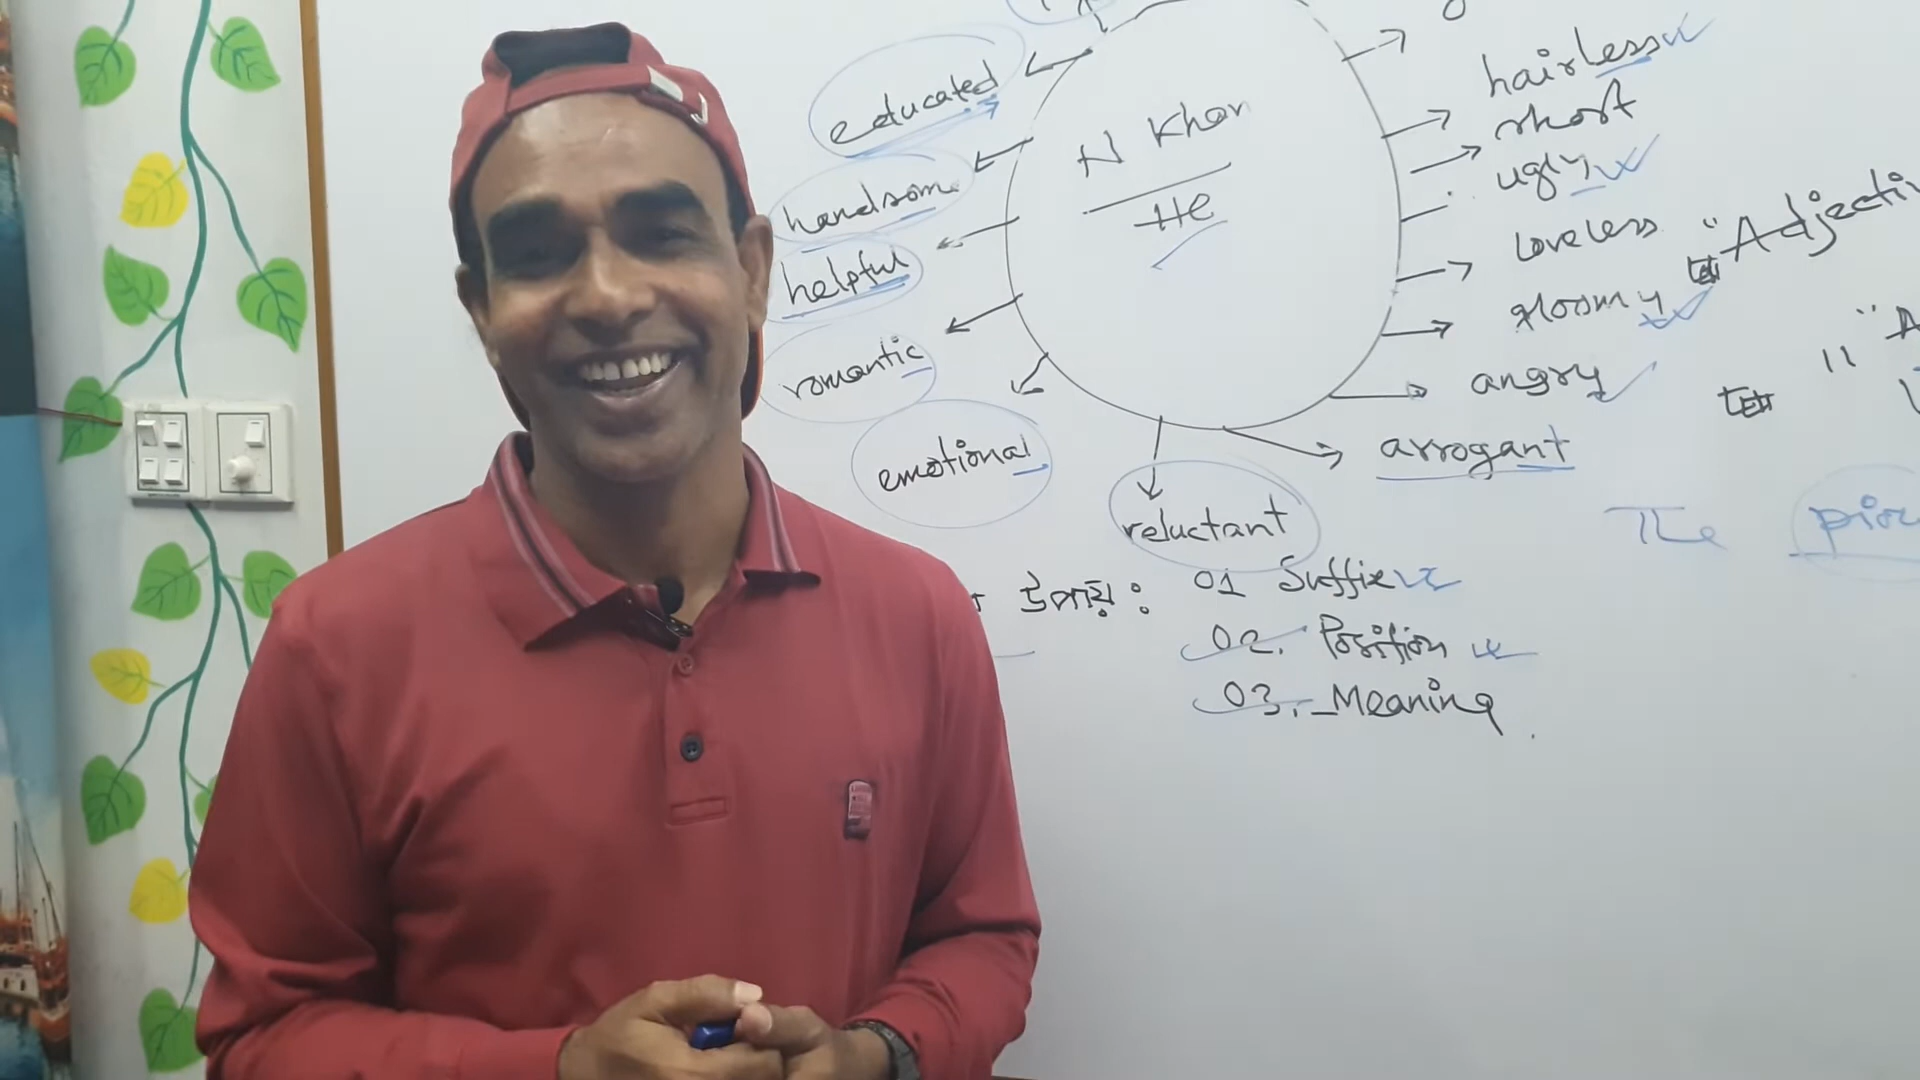 educated
handsome
helpful
romantic
emotional
N Khan
He
hairless
short
ugly
loveless
gloomy
angry
arrogant
reluctant
"Adjectiv
The
উপায়:
01 Suffix
02. Position
03. Meaning